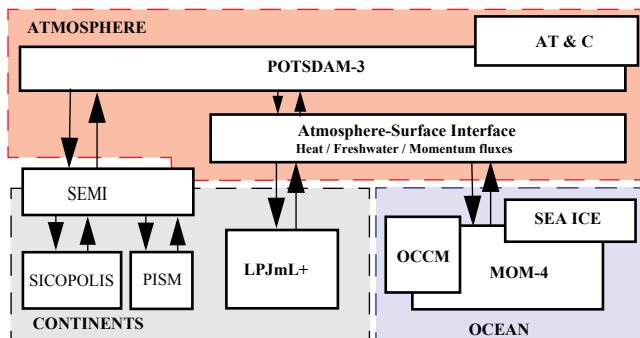 ATMOSPHERE
AT & C
POTSDAM-3
Atmosphere-Surface Interface
Heat / Freshwater / Momentum fluxes
SEMI
SEA ICE
OCCM
LPJmL+
MOM-4
SICOPOLIS
PISM
CONTINENTS
OCEAN